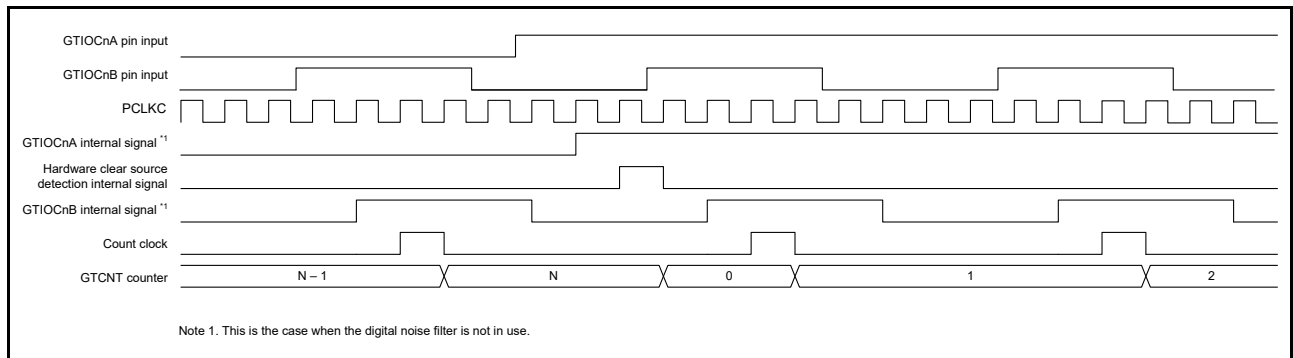 GTIOCnA pin input
GTIOCnB pin input
PCLKC
GTIOCnA internal signal *1
Hardware clear source
detection internal signal
GTIOCnB internal signal *1
Count clock
GTCNT counter
N – 1
N
0
1
2
Note 1. This is the case when the digital noise filter is not in use.